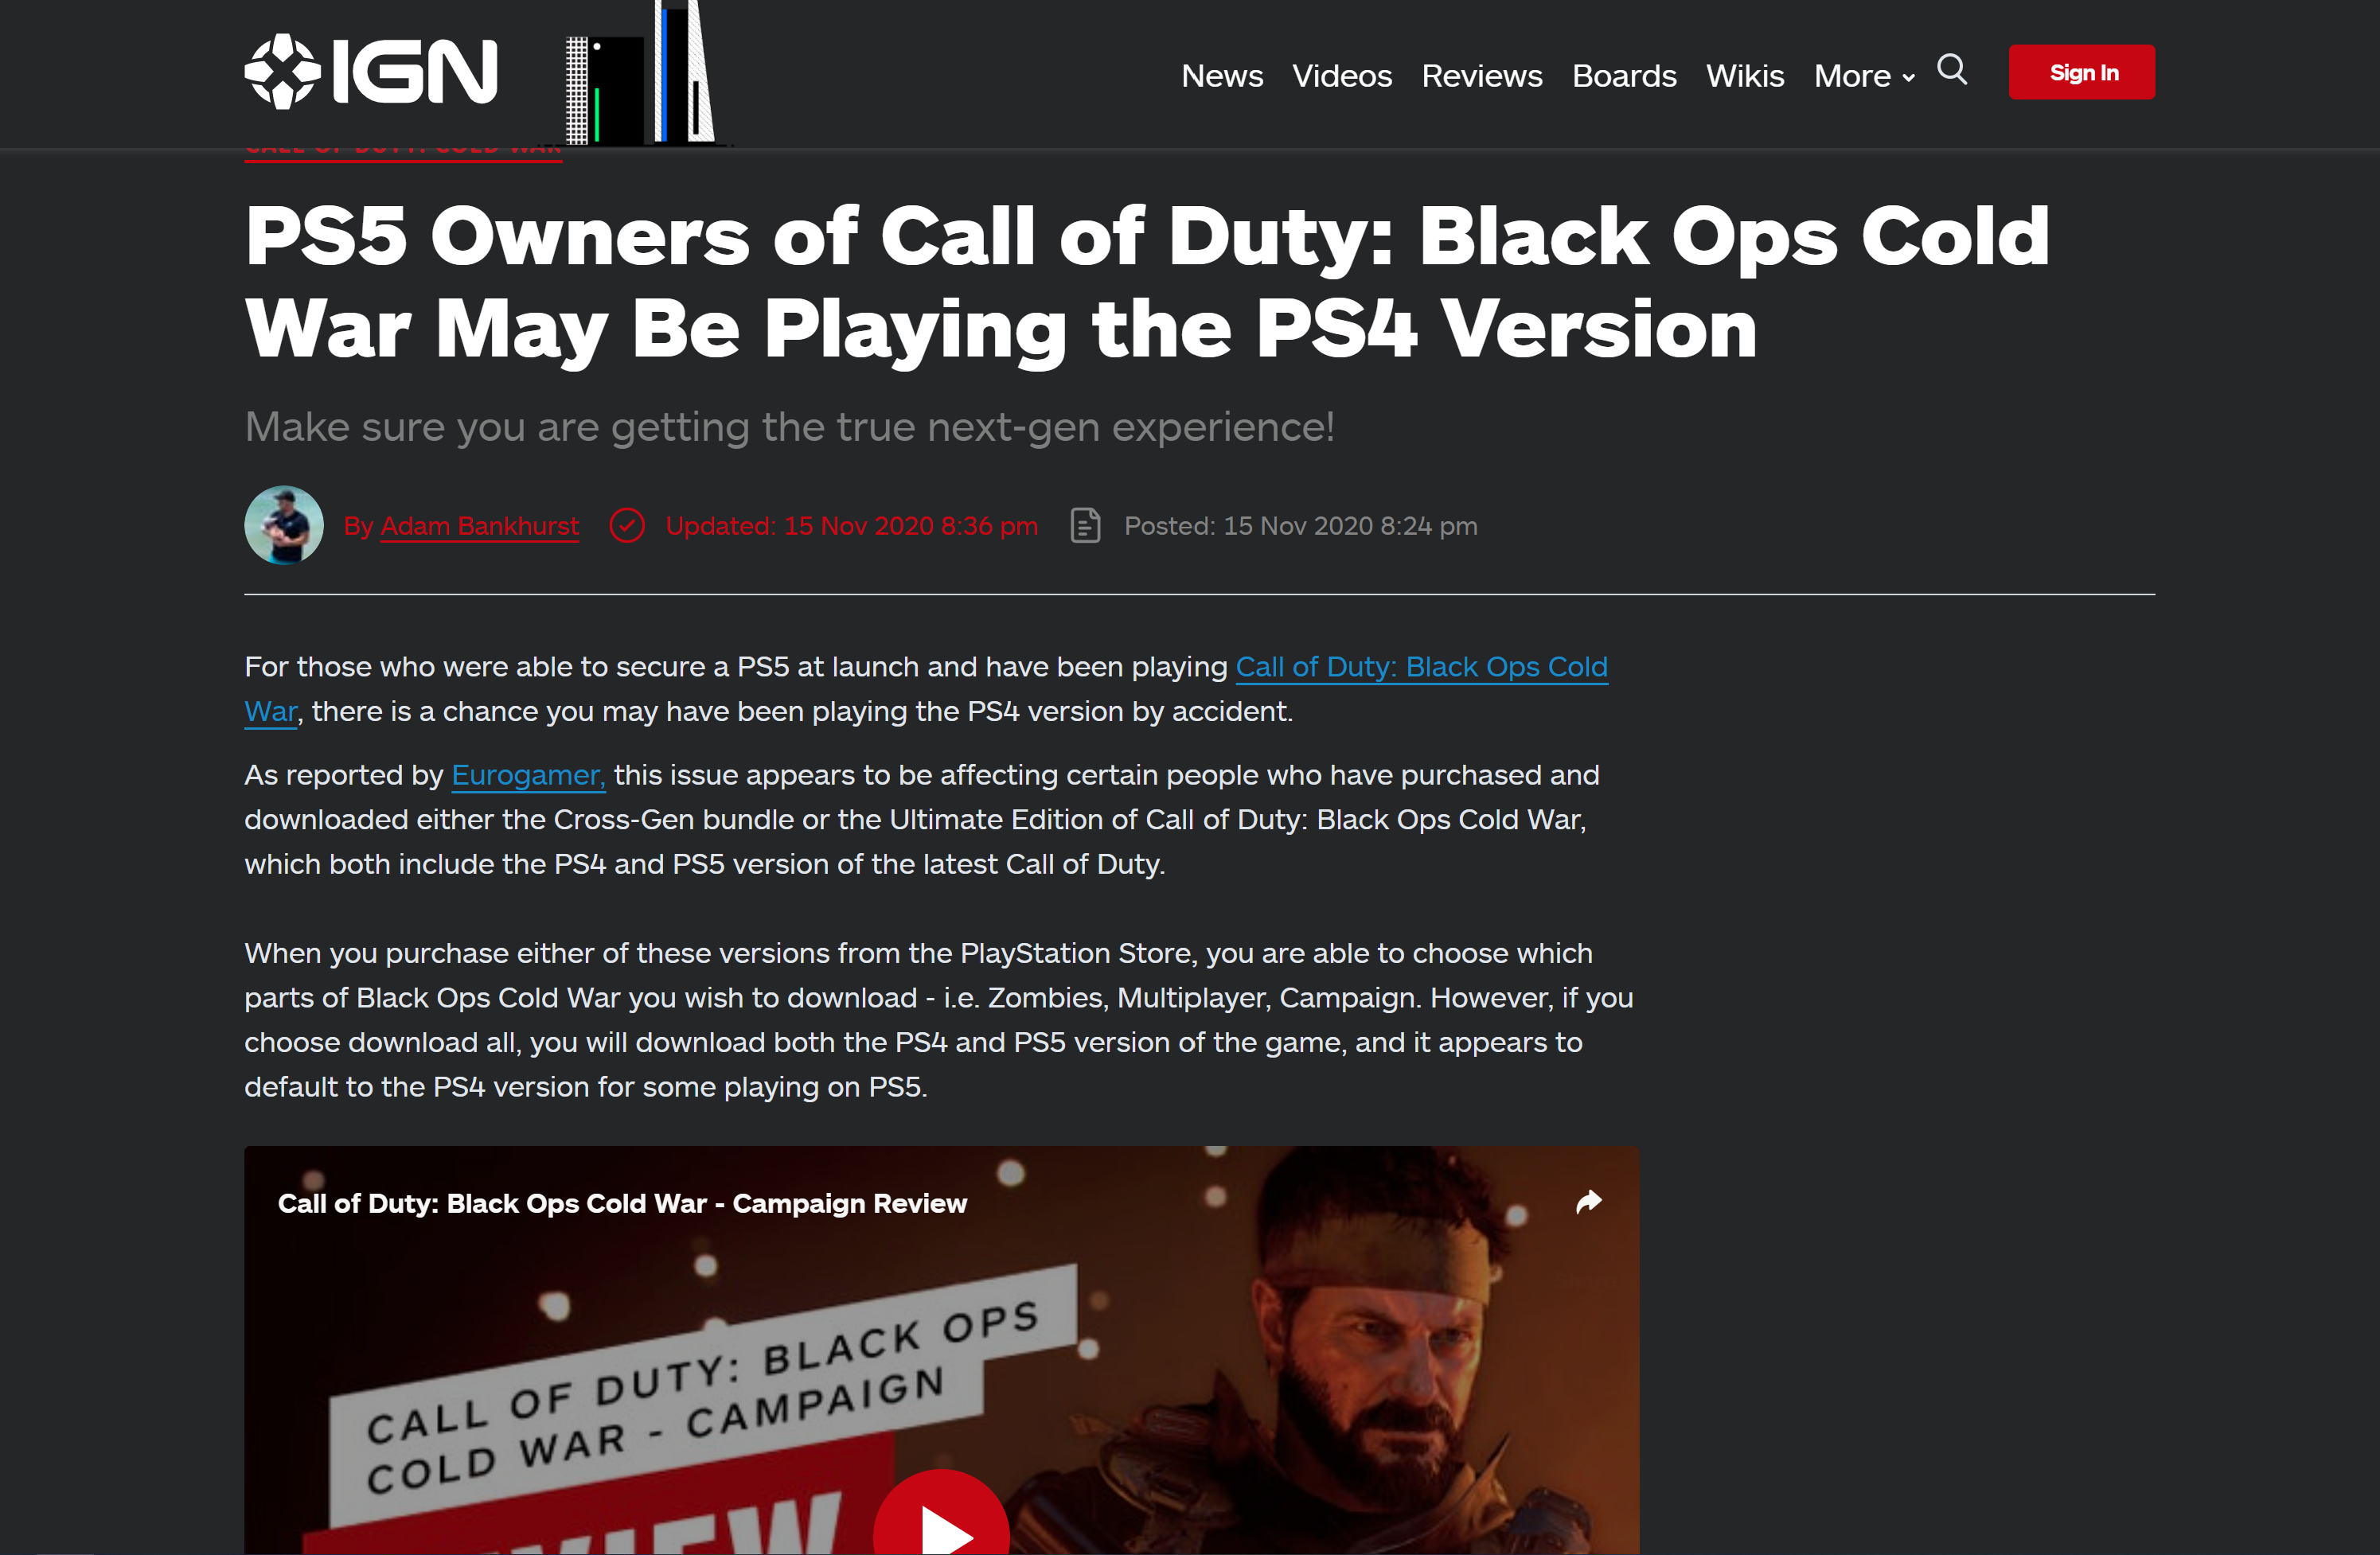 IGN
News Videos Reviews Boards Wikis More
Sign In
CALL OF DUTY: COLD WAR
PS5 Owners of Call of Duty: Black Ops Cold
War May Be Playing the PS4 Version
Make sure you are getting the true next-gen experience!
By Adam Bankhurst Updated: 15 Nov 2020 8:36 pm Posted: 15 Nov 2020 8:24 pm
For those who were able to secure a PS5 at launch and have been playing Call of Duty: Black Ops Cold
War, there is a chance you may have been playing the PS4 version by accident.
As reported by Eurogamer, this issue appears to be affecting certain people who have purchased and
downloaded either the Cross-Gen bundle or the Ultimate Edition of Call of Duty: Black Ops Cold War,
which both include the PS4 and PS5 version of the latest Call of Duty.
When you purchase either of these versions from the PlayStation Store, you are able to choose which
parts of Black Ops Cold War you wish to download - i.e. Zombies, Multiplayer, Campaign. However, if you
choose download all, you will download both the PS4 and PS5 version of the game, and it appears to
default to the PS4 version for some playing on PS5.
Call of Duty: Black Ops Cold War - Campaign Review
CALL OF DUTY: BLACK OPS
COLD WAR - CAMPAIGN
REVIEW